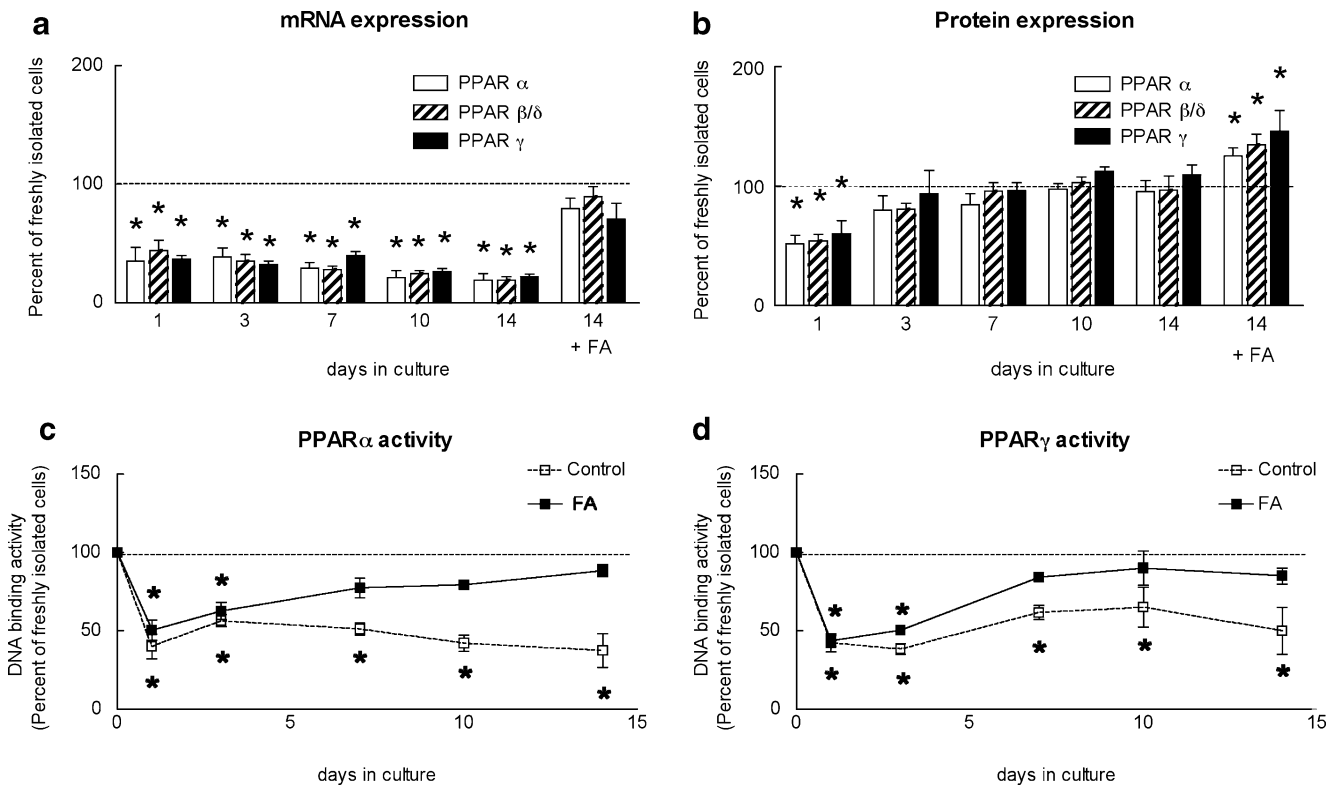 a
mRNA expression
Percent of freshly isolated cells
200
100
0
PPAR α
PPAR β/δ
PPAR γ
* * * * * * * * * * * * * * *
1 3 7 10 14 14
+ FA
days in culture
b
Protein expression
Percent of freshly isolated cells
200
100
0
PPAR α
PPAR β/δ
PPAR γ
* * * * * *
1 3 7 10 14 14
+ FA
days in culture
c
PPARα activity
DNA binding activity
(Percent of freshly isolated cells)
150
100
50
0
Control
FA
* *
* * * * *
0 5 10 15
days in culture
d
PPARγ activity
DNA binding activity
(Percent of freshly isolated cells)
150
100
50
0
Control
FA
* *
* * * * *
0 5 10 15
days in culture